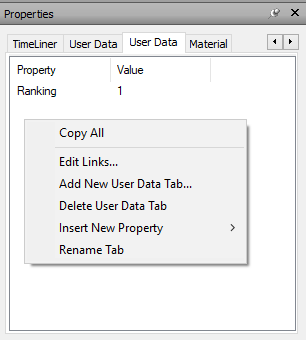 Properties
TimeLiner User Data User Data Material
Property Value
Ranking 1
Copy All
Edit Links...
Add New User Data Tab...
Delete User Data Tab
Insert New Property
Rename Tab